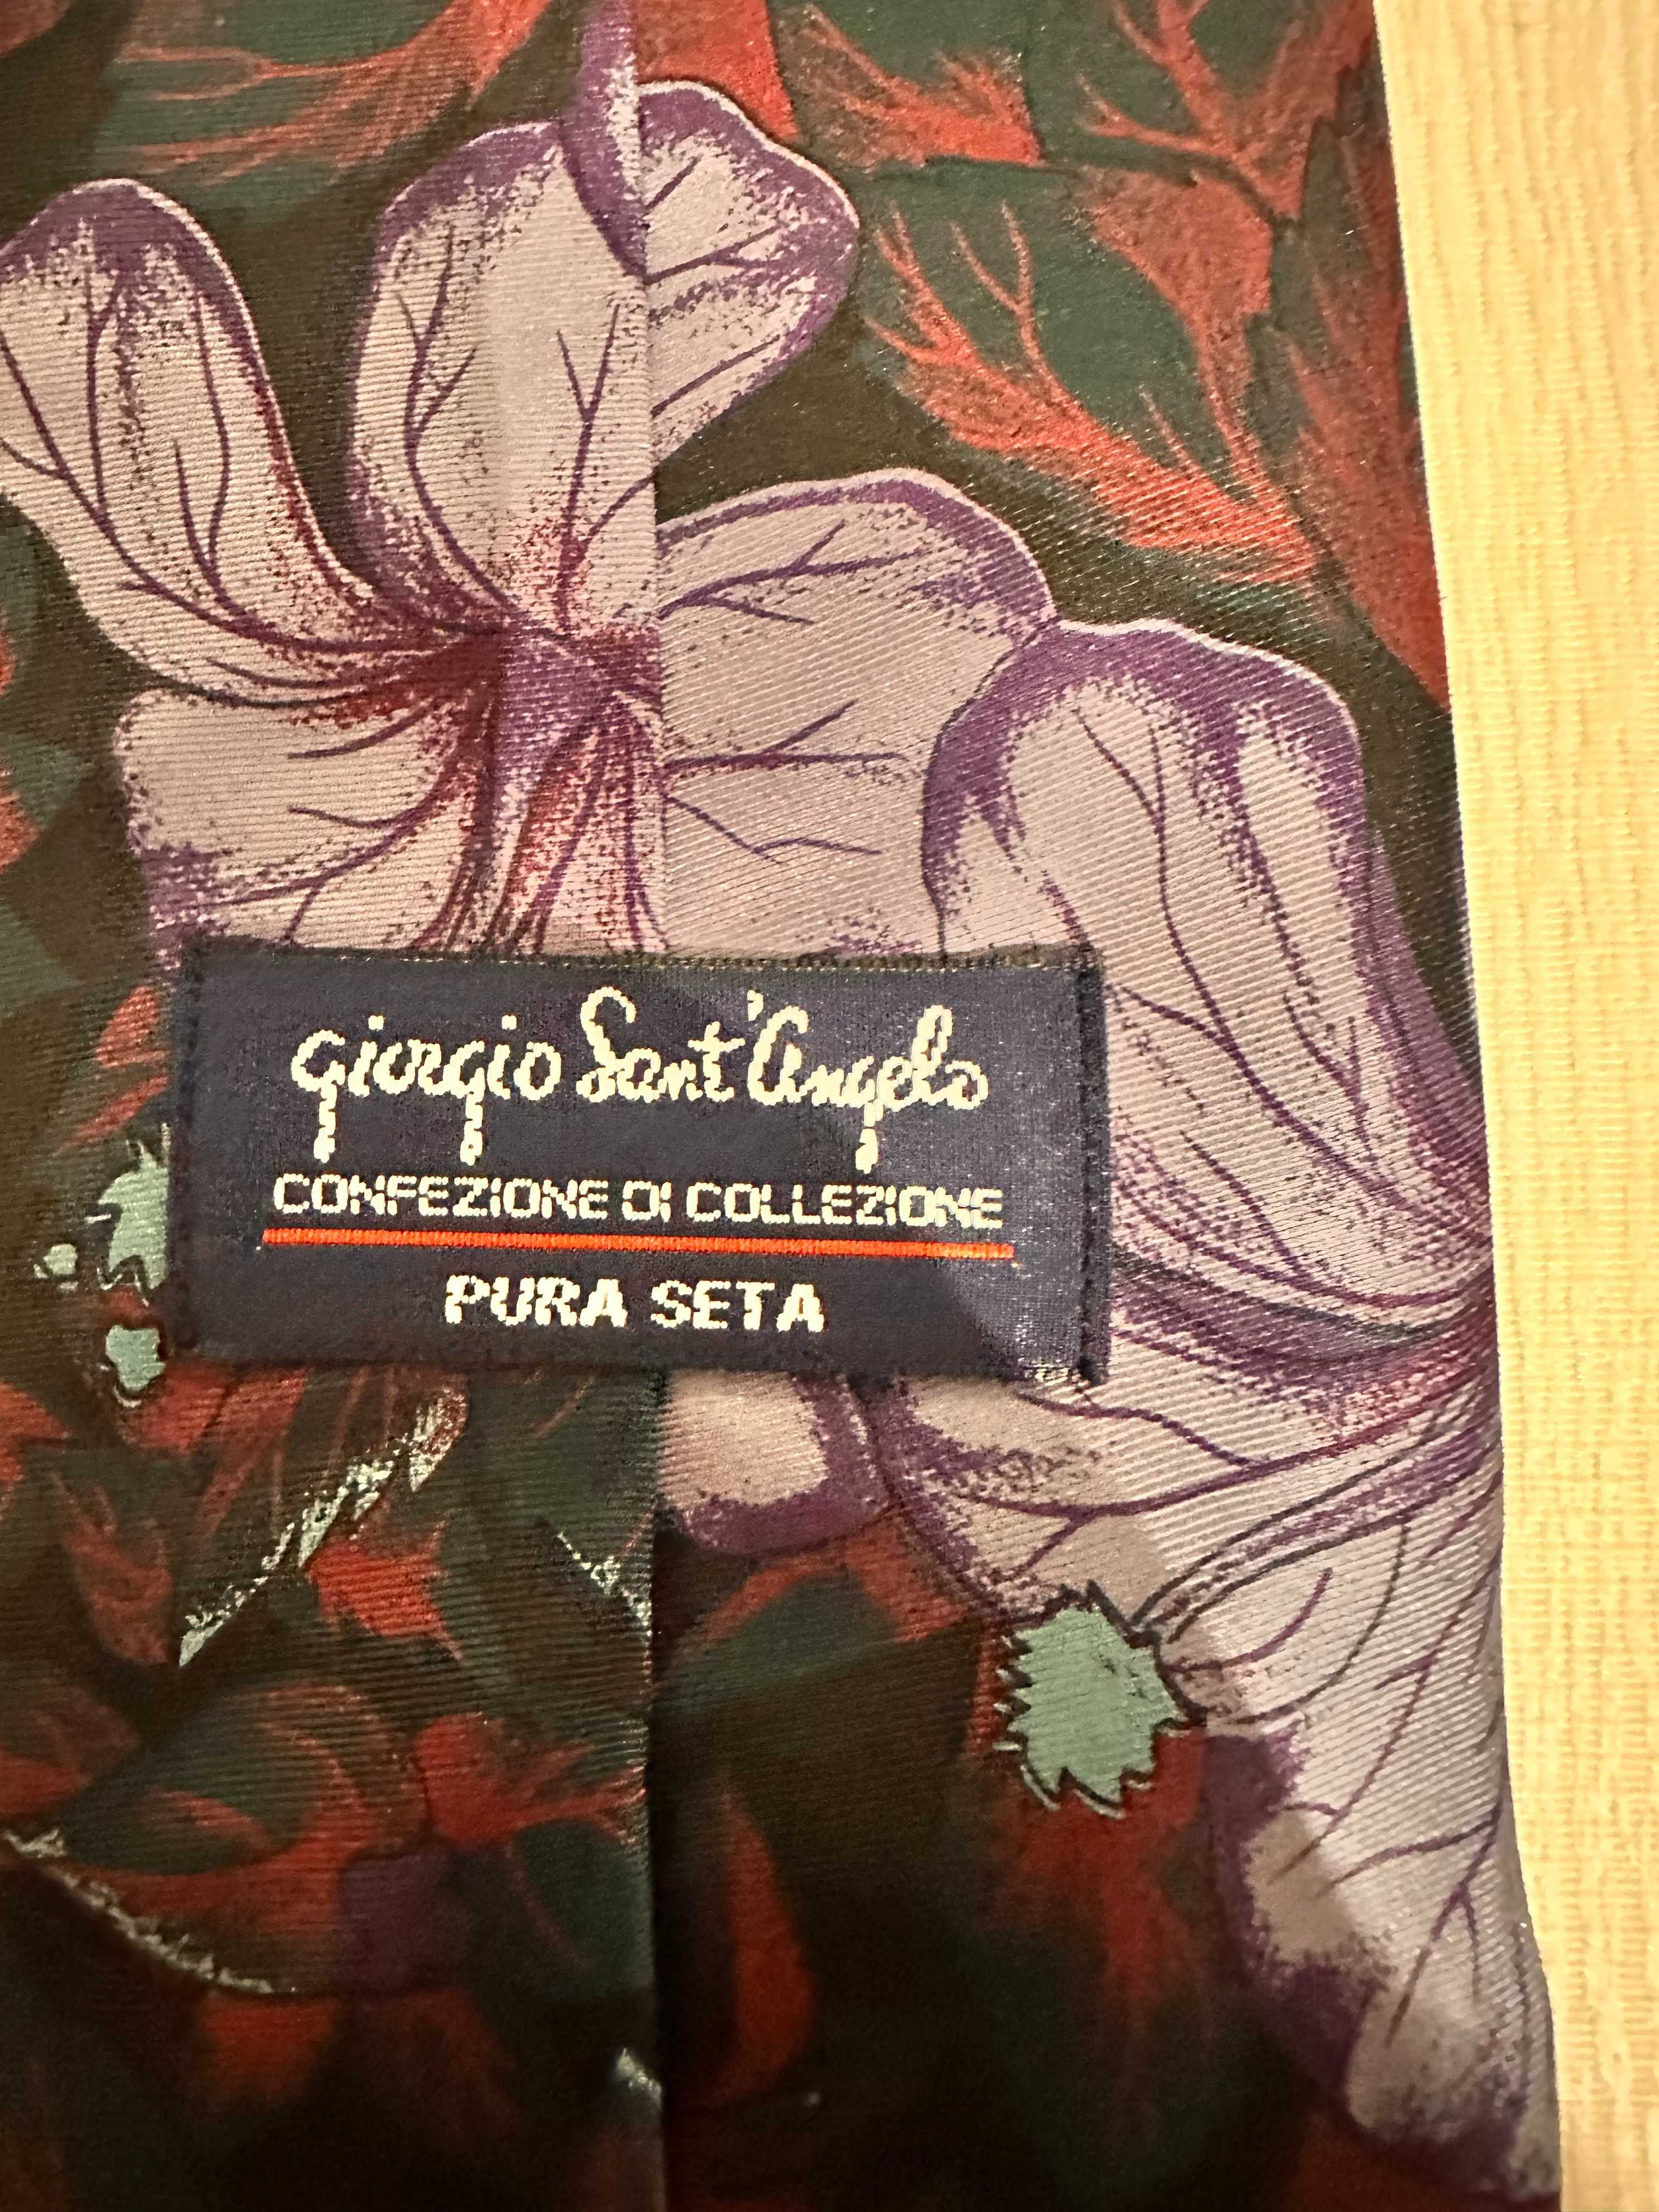 giorgio Sant'Angelo
CONFEZIONE DI COLLEZIONE
PURA SETA